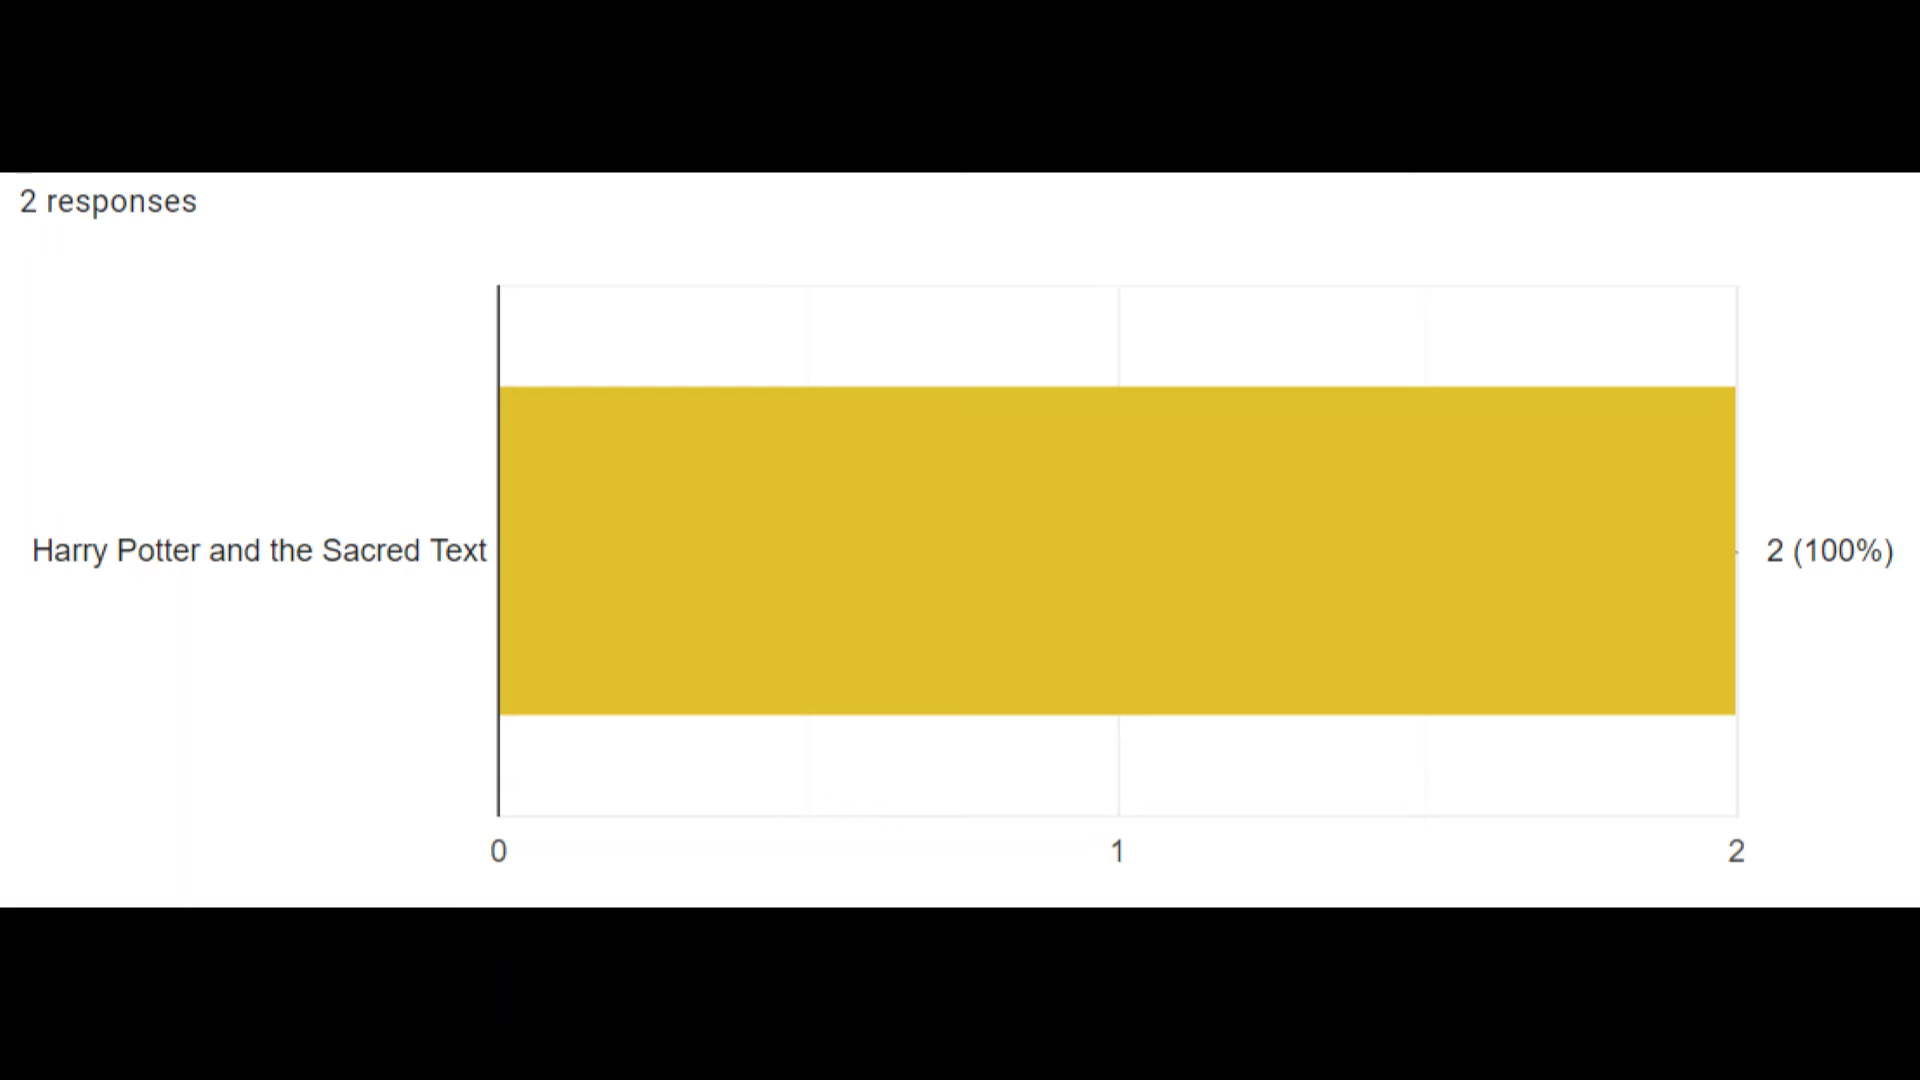 2 responses
Harry Potter and the Sacred Text
2 (100%)
0 1 2